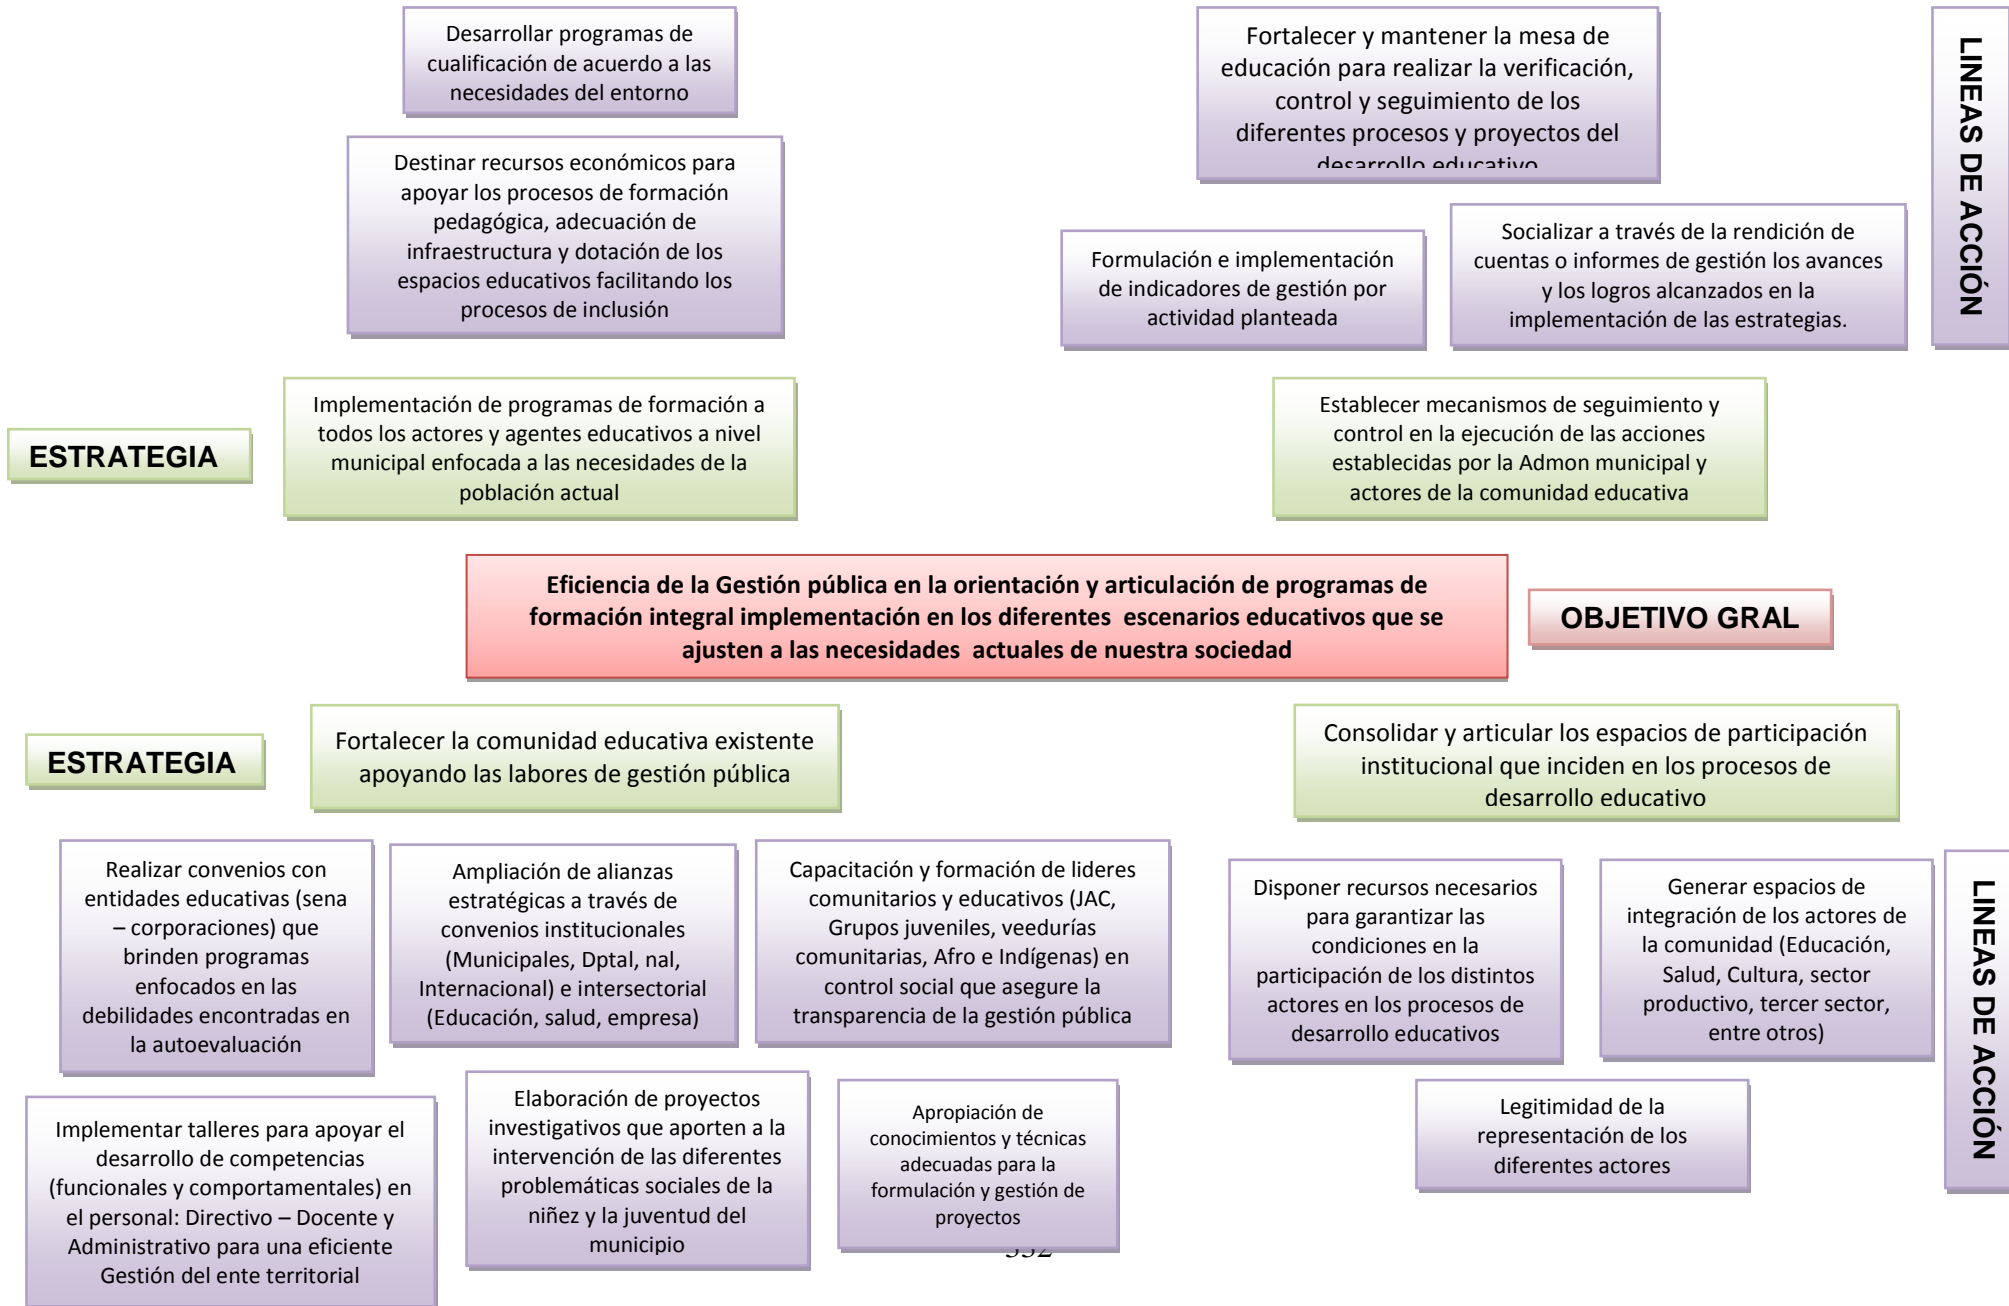 Desarrollar programas de
cualificación de acuerdo a las
necesidades del entorno
Fortalecer y mantener la mesa de
educación para realizar la verificación,
control y seguimiento de los
diferentes procesos y proyectos del
desarrollo educativo
LINEAS DE ACCIÓN
Destinar recursos económicos para
apoyar los procesos de formación
pedagógica, adecuación de
infraestructura y dotación de los
espacios educativos facilitando los
procesos de inclusión
Formulación e implementación
de indicadores de gestión por
actividad planteada
Socializar a través de la rendición de
cuentas o informes de gestión los avances
y los logros alcanzados en la
implementación de las estrategias.
ESTRATEGIA
Implementación de programas de formación a
todos los actores y agentes educativos a nivel
municipal enfocada a las necesidades de la
población actual
Establecer mecanismos de seguimiento y
control en la ejecución de las acciones
establecidas por la Admon municipal y
actores de la comunidad educativa
Eficiencia de la Gestión pública en la orientación y articulación de programas de
formación integral implementación en los diferentes escenarios educativos que se
ajusten a las necesidades actuales de nuestra sociedad
OBJETIVO GRAL
ESTRATEGIA
Fortalecer la comunidad educativa existente
apoyando las labores de gestión pública
Consolidar y articular los espacios de participación
institucional que inciden en los procesos de
desarrollo educativo
Realizar convenios con
entidades educativas (sena
– corporaciones) que
brinden programas
enfocados en las
debilidades encontradas en
la autoevaluación
Ampliación de alianzas
estratégicas a través de
convenios institucionales
(Municipales, Dptal, nal,
Internacional) e intersectorial
(Educación, salud, empresa)
Capacitación y formación de lideres
comunitarios y educativos (JAC,
Grupos juveniles, veedurías
comunitarias, Afro e Indígenas) en
control social que asegure la
transparencia de la gestión pública
Disponer recursos necesarios
para garantizar las
condiciones en la
participación de los distintos
actores en los procesos de
desarrollo educativos
Generar espacios de
integración de los actores de
la comunidad (Educación,
Salud, Cultura, sector
productivo, tercer sector,
entre otros)
LINEAS DE ACCIÓN
Implementar talleres para apoyar el
desarrollo de competencias
(funcionales y comportamentales) en
el personal: Directivo – Docente y
Administrativo para una eficiente
Gestión del ente territorial
Elaboración de proyectos
investigativos que aporten a la
intervención de las diferentes
problemáticas sociales de la
niñez y la juventud del
municipio
Apropiación de
conocimientos y técnicas
adecuadas para la
formulación y gestión de
proyectos
Legitimidad de la
representación de los
diferentes actores